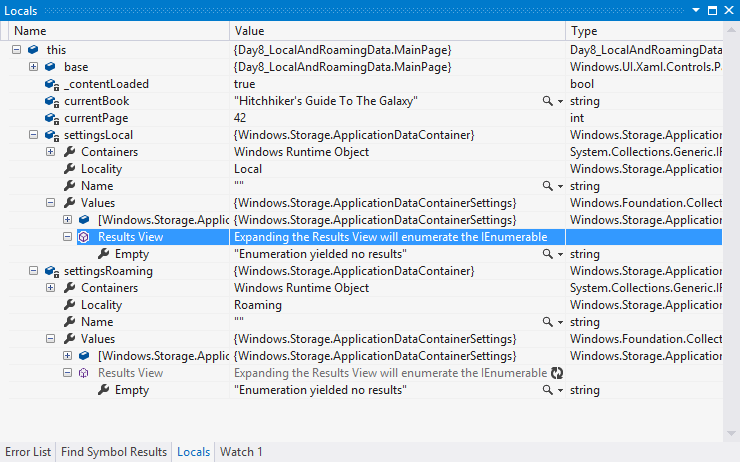 Locals
Name Value Type
this {Day8_LocalAndRoamingData.MainPage} Day8_LocalAndRoamingData
base {Day8_LocalAndRoamingData.MainPage} Windows.UI.Xaml.Controls.P
_contentLoaded true bool
currentBook "Hitchhiker's Guide To The Galaxy" string
currentPage 42 int
settingsLocal {Windows.Storage.ApplicationDataContainer} Windows.Storage.Application
Containers Windows Runtime Object System.Collections.Generic.IR
Locality Local Windows.Storage.Application
Name "" string
Values {Windows.Storage.ApplicationDataContainerSettings} Windows.Foundation.Collect
[Windows.Storage.Applic {Windows.Storage.ApplicationDataContainerSettings} Windows.Storage.Application
Results View Expanding the Results View will enumerate the IEnumerable
Empty "Enumeration yielded no results" string
settingsRoaming {Windows.Storage.ApplicationDataContainer} Windows.Storage.Application
Containers Windows Runtime Object System.Collections.Generic.IR
Locality Roaming Windows.Storage.Application
Name "" string
Values {Windows.Storage.ApplicationDataContainerSettings} Windows.Foundation.Collect
[Windows.Storage.Applic {Windows.Storage.ApplicationDataContainerSettings} Windows.Storage.Application
Results View Expanding the Results View will enumerate the IEnumerable
Empty "Enumeration yielded no results" string
Error List Find Symbol Results Locals Watch 1